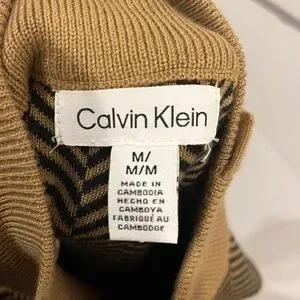 Calvin Klein
M/
M/M
MADE IN
CAMBODIA
HECHO EN
CAMBOYA
FABRIQUÉ AU
CAMBODGE